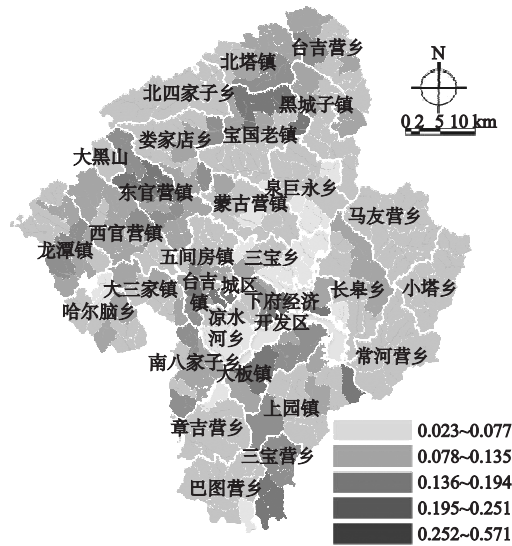 台吉营乡
北塔镇
N
北四家子乡
黑城子镇
0 2 5 10 km
娄家店乡
宝国老镇
大黑山
东官营镇
泉巨永乡
蒙古营镇
马友营乡
西官营镇
龙潭镇
五间房镇
三宝乡
大三家镇
台吉
镇
城区
长皋乡
小塔乡
哈尔脑乡
下府经济
开发区
凉水
河乡
常河营乡
南八家子乡
大板镇
上园镇
章吉营乡
三宝营乡
巴图营乡
0.023~0.077
0.078~0.135
0.136~0.194
0.195~0.251
0.252~0.571